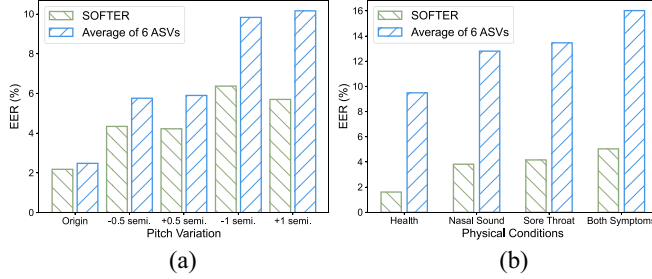 SOFTER
Average of 6 ASVs
10
8
6
4
2
0
EER (%)
Origin
-0.5 semi.
+0.5 semi.
-1 semi.
+1 semi.
Pitch Variation
(a)
SOFTER
Average of 6 ASVs
16
14
12
10
8
6
4
2
0
EER (%)
Health
Nasal Sound
Sore Throat
Both Symptoms
Physical Conditions
(b)